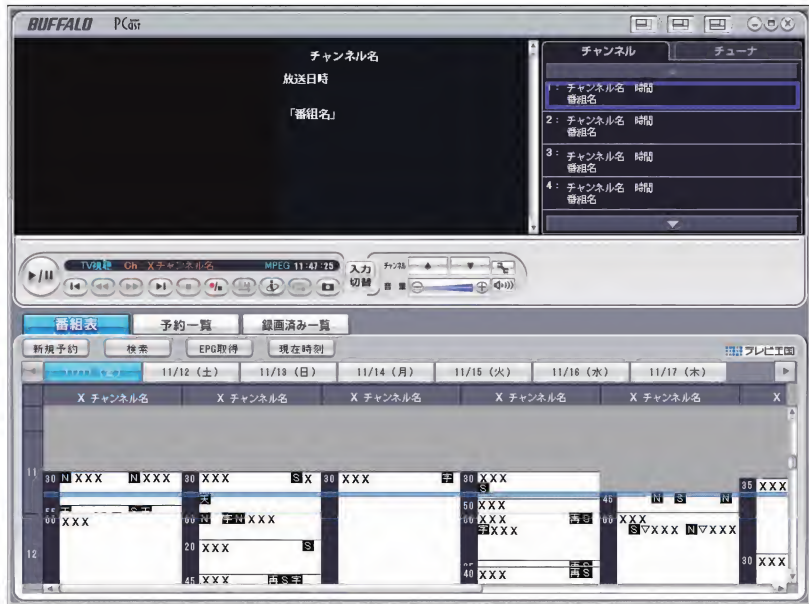 BUFFALO PCast
チャンネル名
放送日時
「番組名」
チャンネル チューナ
1: チャンネル名 時間
番組名
2: チャンネル名 時間
番組名
3: チャンネル名 時間
番組名
4: チャンネル名 時間
番組名
TV視聴 Ch X チャンネル名 MPEG 11:47:25
入力切替
チャンネル
音量
番組表 予約一覧 録画済み一覧
新規予約 検索 EPG取得 現在時刻 テレビ王国
11/12 (土) 11/13 (日) 11/14 (月) 11/15 (火) 11/16 (水) 11/17 (木)
X チャンネル名 X チャンネル名 X チャンネル名 X チャンネル名 X チャンネル名 X
11
30 N XXX N XXX 30 XXX S X 30 XXX 字 30 XXX 35 XXX
S
天 45 N S N
50 XXX
00 XXX 00 N 字 N XXX 00 XXX 再 S 00 XXX
字 XXX S ▽XXX N ▽XXX
12
20 XXX S
30 XXX
40 XXX 再 S
45 XXX 再 S 字